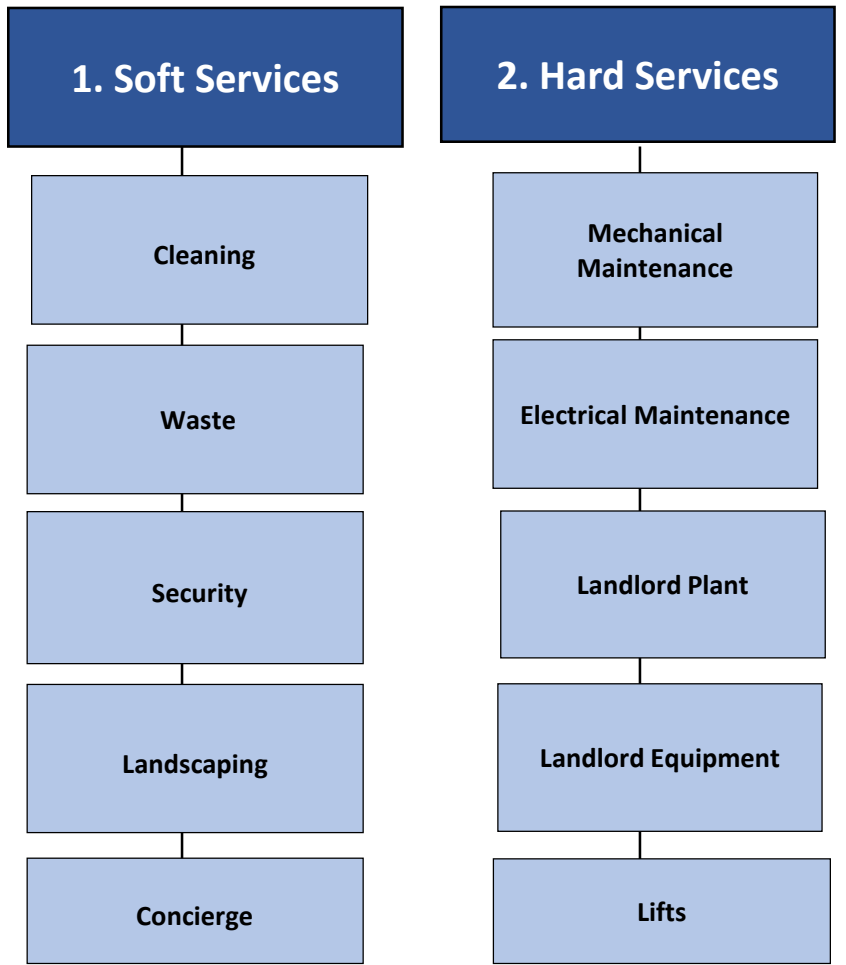 1. Soft Services
Cleaning
Waste
Security
Landscaping
Concierge
2. Hard Services
Mechanical
Maintenance
Electrical Maintenance
Landlord Plant
Landlord Equipment
Lifts